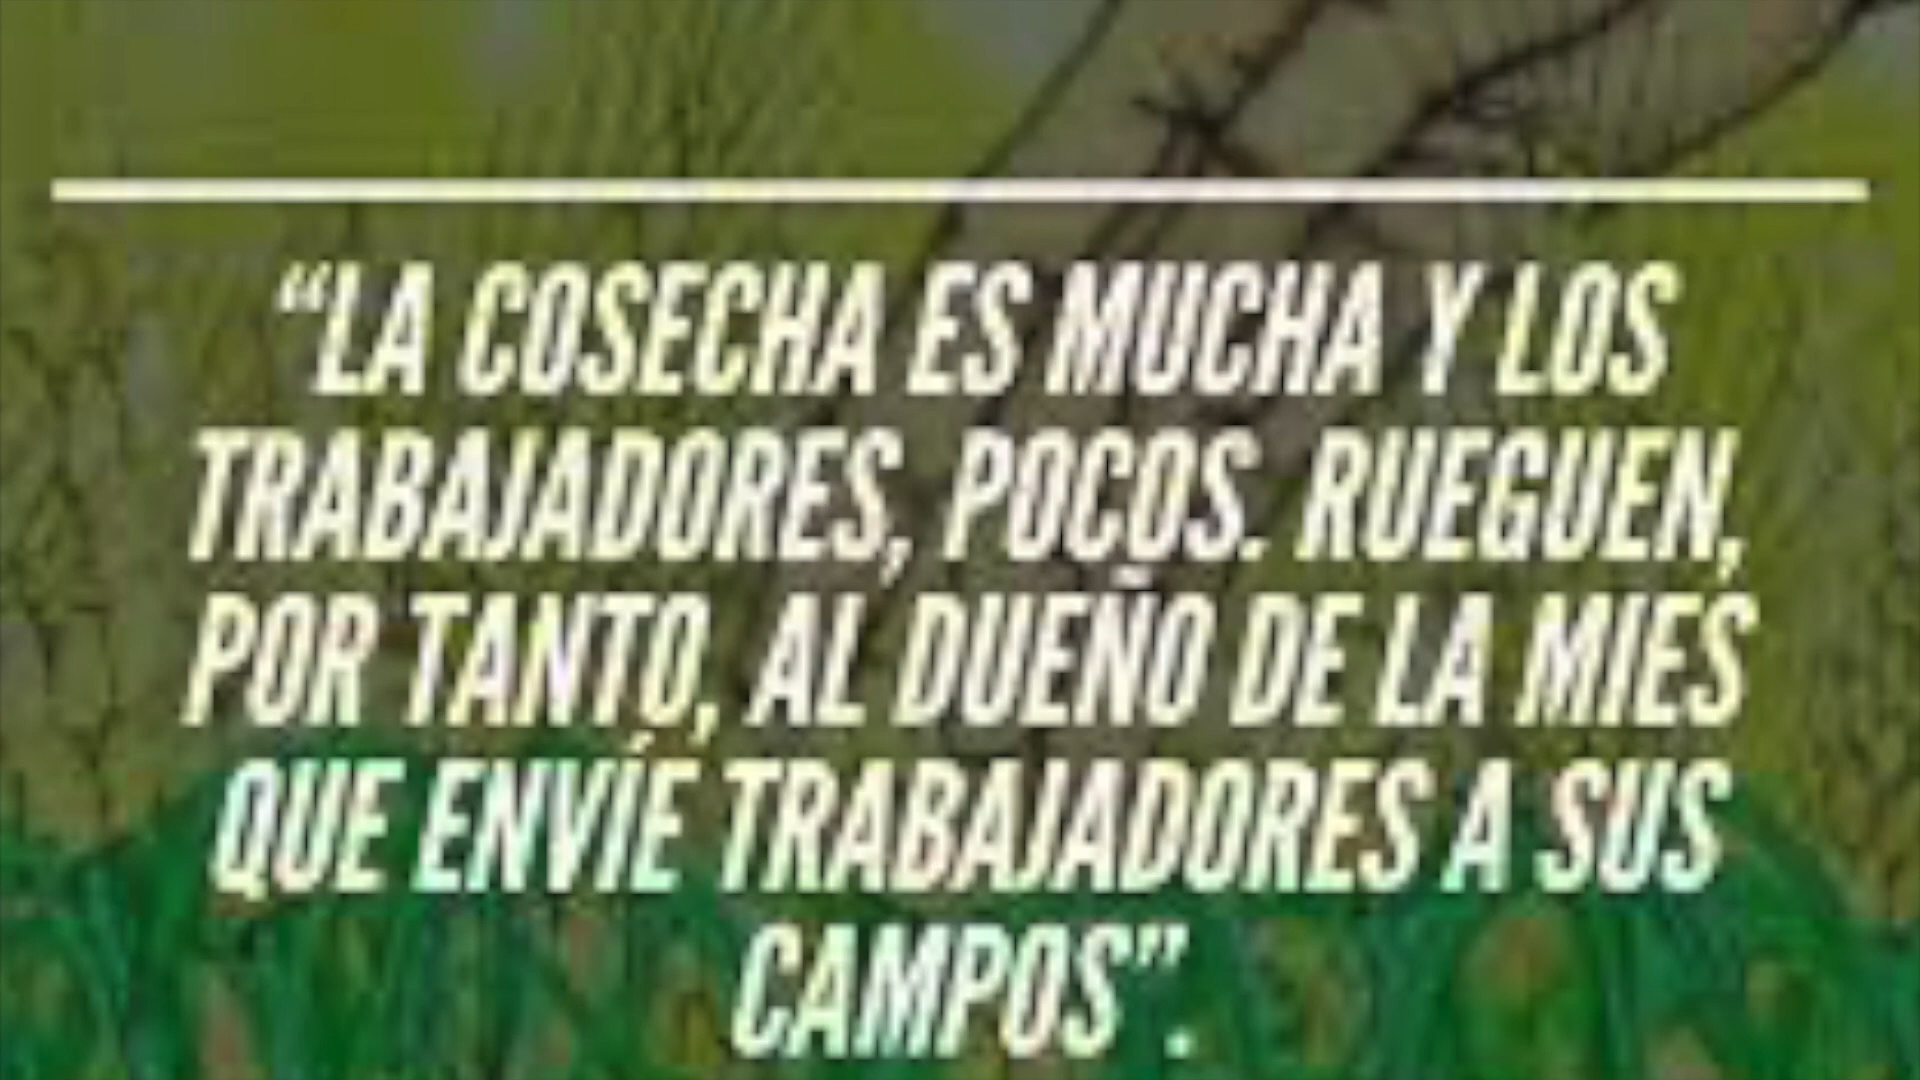 “LA COSECHA ES MUCHA Y LOS
TRABAJADORES, POCOS. RUEGUEN,
POR TANTO, AL DUEÑO DE LA MIES
QUE ENVÍE TRABAJADORES A SUS
CAMPOS”.